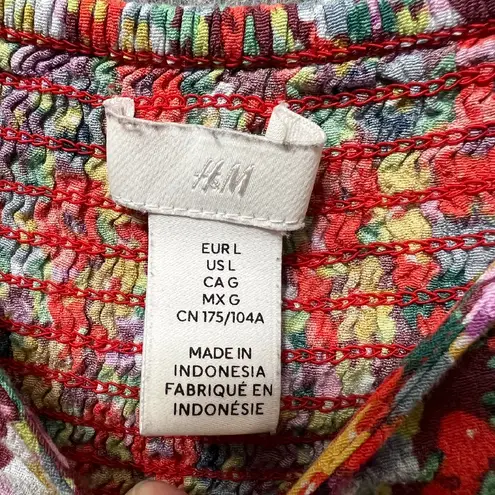 H&M
EUR L
US L
CA G
MX G
CN 175/104A
MADE IN
INDONESIA
FABRIQUÉ EN
INDONÉSIE